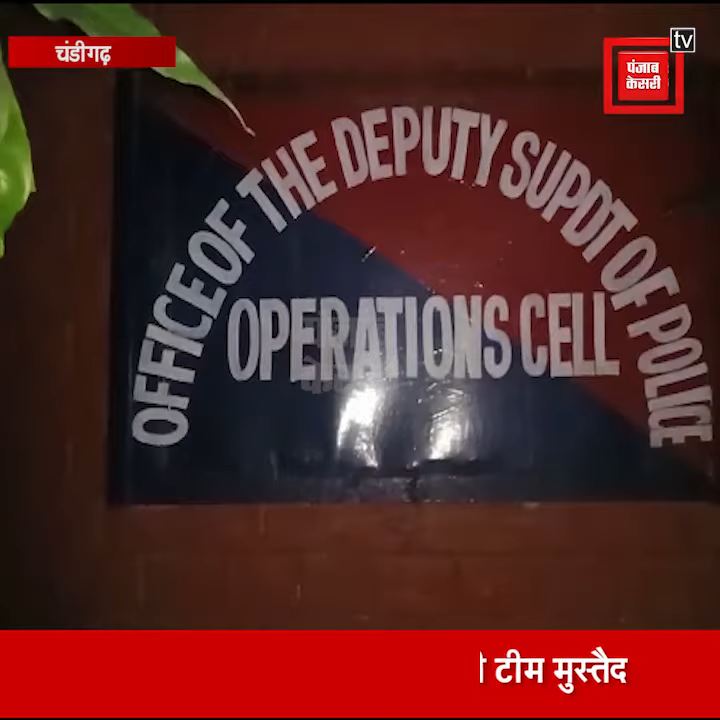 चंडीगढ़
tv
पंजाब
केसरी
OFFICE OF THE DEPUTY SUPDT OF POLICE
OPERATIONS CELL
टीम मुस्तैद